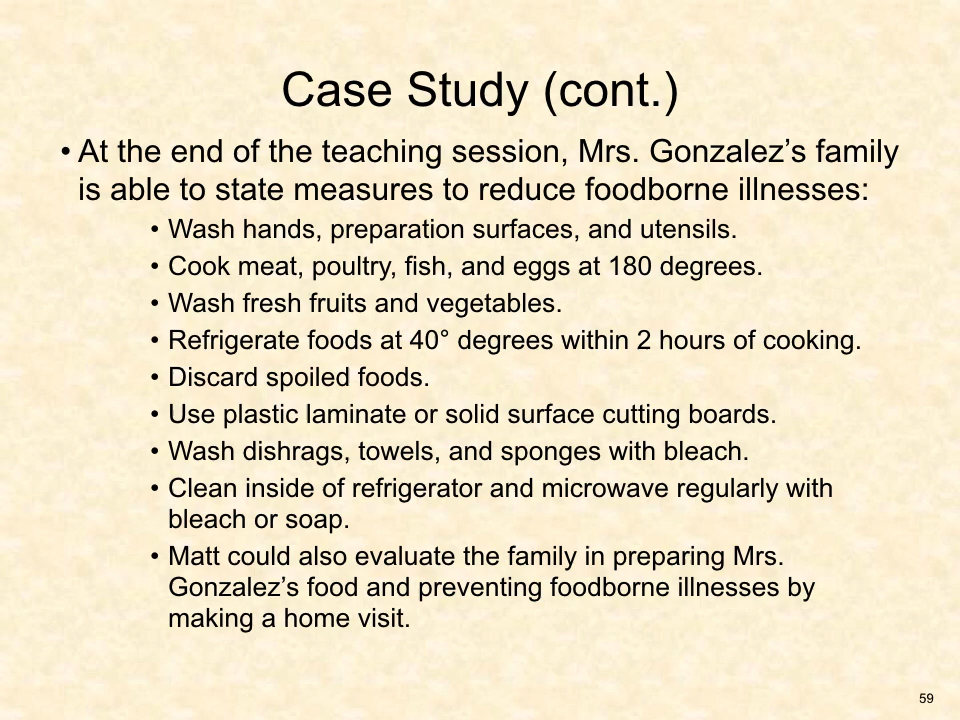 Case Study (cont.)
• At the end of the teaching session, Mrs. Gonzalez’s family
is able to state measures to reduce foodborne illnesses:
• Wash hands, preparation surfaces, and utensils.
• Cook meat, poultry, fish, and eggs at 180 degrees.
• Wash fresh fruits and vegetables.
• Refrigerate foods at 40° degrees within 2 hours of cooking.
• Discard spoiled foods.
• Use plastic laminate or solid surface cutting boards.
• Wash dishrags, towels, and sponges with bleach.
• Clean inside of refrigerator and microwave regularly with
bleach or soap.
• Matt could also evaluate the family in preparing Mrs.
Gonzalez’s food and preventing foodborne illnesses by
making a home visit.
59